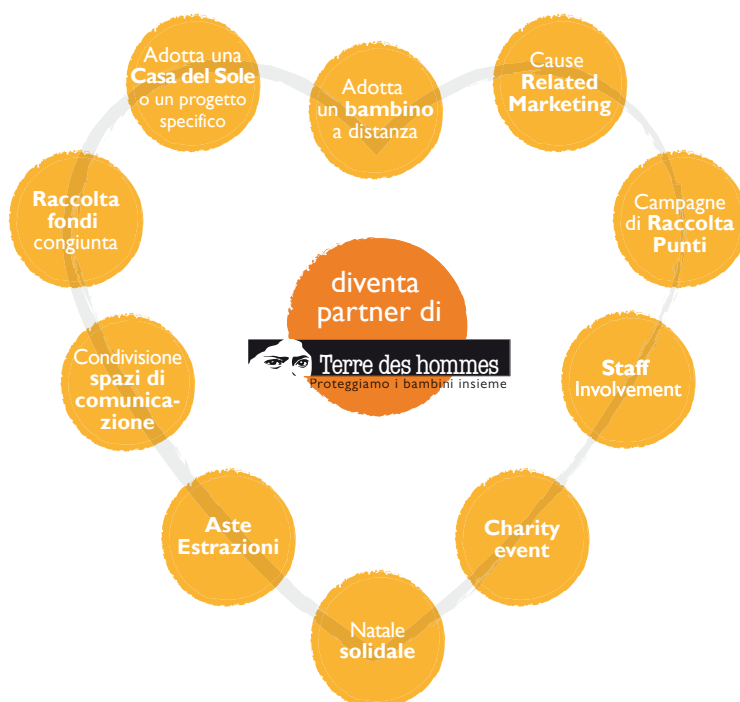 Adotta una
Casa del Sole
o un progetto
specifico
Adotta
un bambino
a distanza
Cause
Related
Marketing
Raccolta
fondi
congiunta
Campagne
di Raccolta
Punti
diventa
partner di
Terre des hommes
Proteggiamo i bambini insieme
Condivisione
spazi di
comunica-
zione
Staff
Involvement
Aste
Estrazioni
Charity
event
Natale
solidale